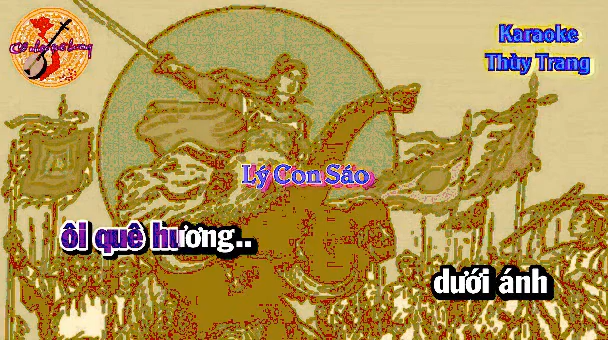 Karaoke
Thùy Trang
Lý Con Sáo
ôi quê hương..
dưới ánh